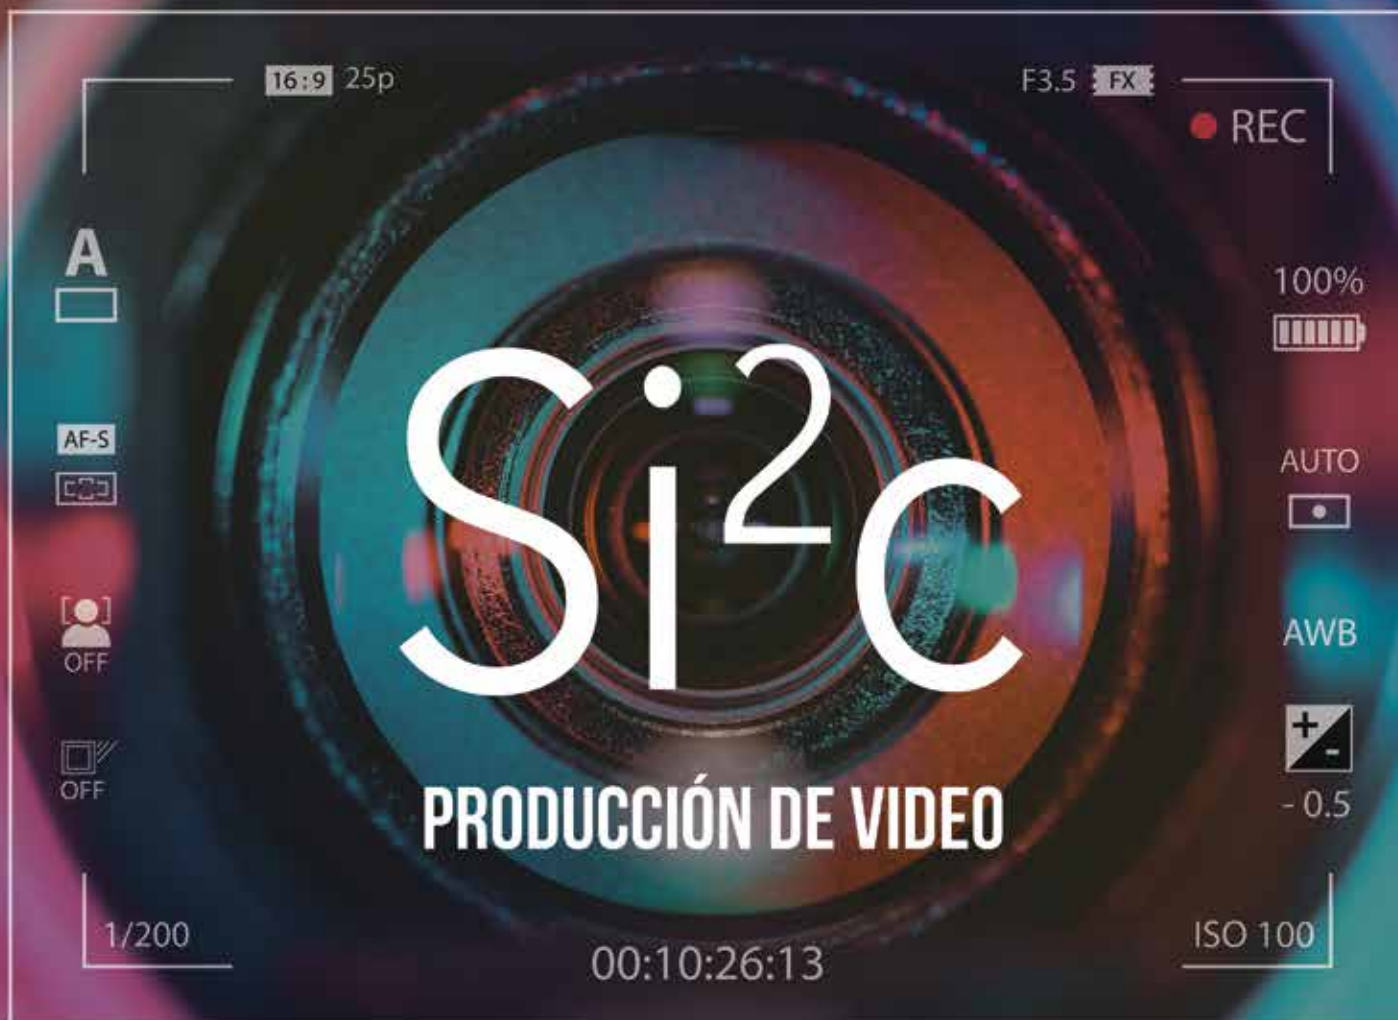 16:9 25p F3.5 FX
REC
A
100%
AF-S
AUTO
OFF
AWB
OFF
+ -
- 0.5
Si²c
PRODUCCIÓN DE VIDEO
1/200
ISO 100
00:10:26:13